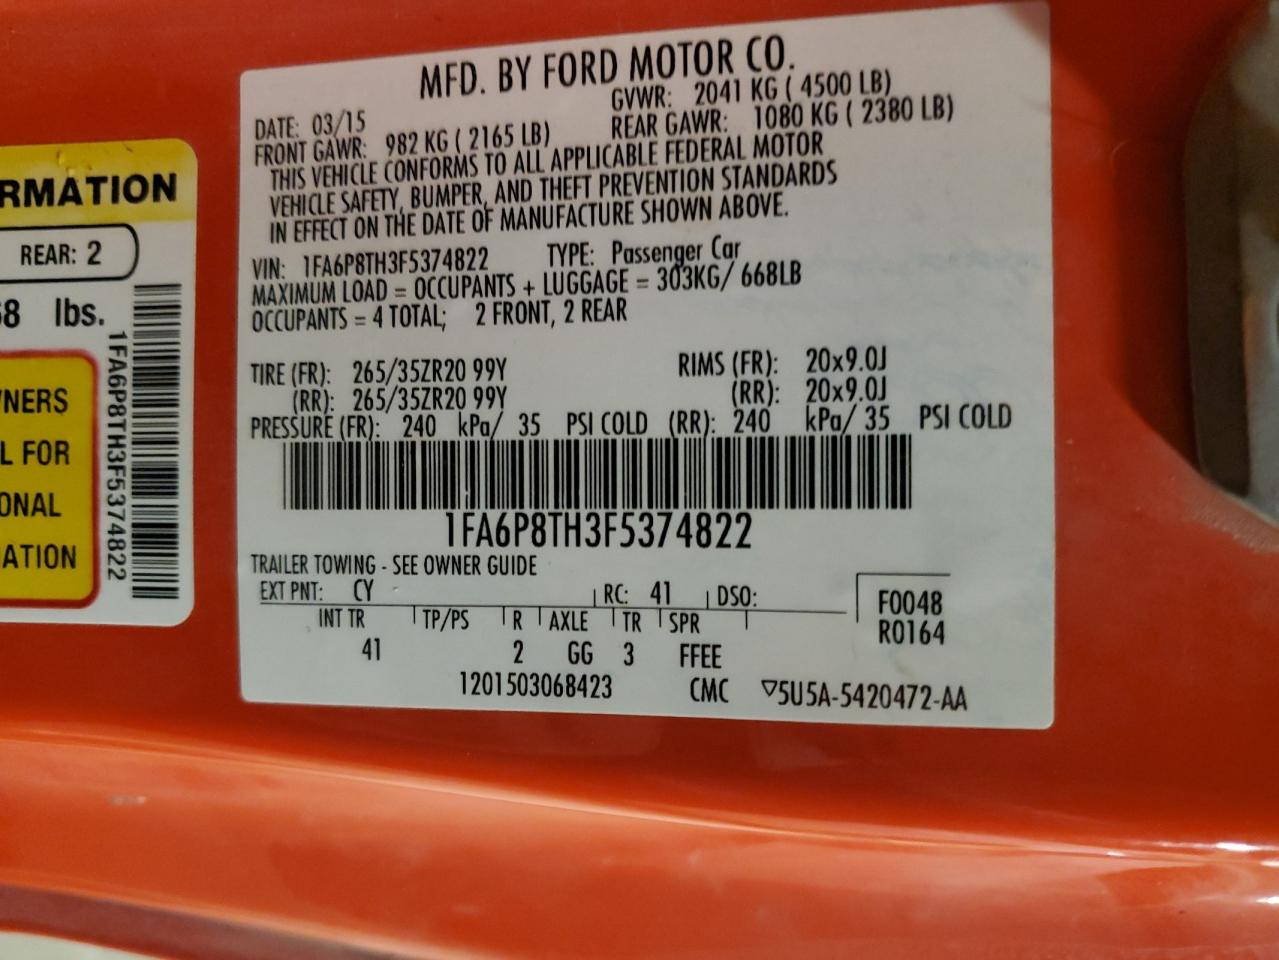 MFD. BY FORD MOTOR CO.
DATE: 03/15 GVWR: 2041 KG ( 4500 LB)
FRONT GAWR: 982 KG ( 2165 LB) REAR GAWR: 1080 KG ( 2380 LB)
THIS VEHICLE CONFORMS TO ALL APPLICABLE FEDERAL MOTOR
VEHICLE SAFETY, BUMPER, AND THEFT PREVENTION STANDARDS
IN EFFECT ON THE DATE OF MANUFACTURE SHOWN ABOVE.
VIN: 1FA6P8TH3F5374822 TYPE: Passenger Car
MAXIMUM LOAD = OCCUPANTS + LUGGAGE = 303KG/ 668LB
OCCUPANTS = 4 TOTAL; 2 FRONT, 2 REAR
TIRE (FR): 265/35ZR20 99Y RIMS (FR): 20x9.0J
(RR): 265/35ZR20 99Y (RR): 20x9.0J
PRESSURE (FR): 240 kPa/ 35 PSI COLD (RR): 240 kPa/ 35 PSI COLD
1FA6P8TH3F5374822
TRAILER TOWING - SEE OWNER GUIDE
EXT PNT: CY RC: 41 DSO:
INT TR TP/PS R AXLE TR SPR
41 2 GG 3 FFEE
F0048
R0164
1201503068423 CMC ▽5U5A-5420472-AA
RMATION
REAR: 2
8 lbs.
NERS
L FOR
ONAL
ATION
1FA6P8TH3F5374822